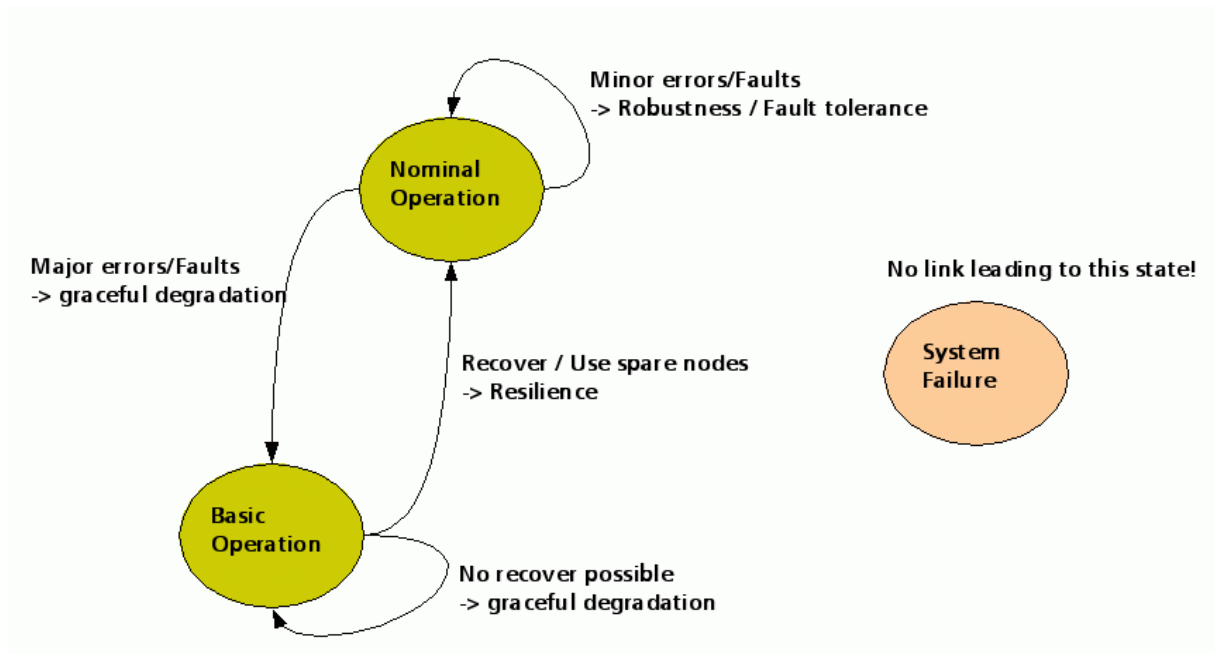 Minor errors/Faults
-> Robustness / Fault tolerance
Nominal
Operation
Major errors/Faults
-> graceful degradation
No link leading to this state!
System
Failure
Recover / Use spare nodes
-> Resilience
Basic
Operation
No recover possible
-> graceful degradation